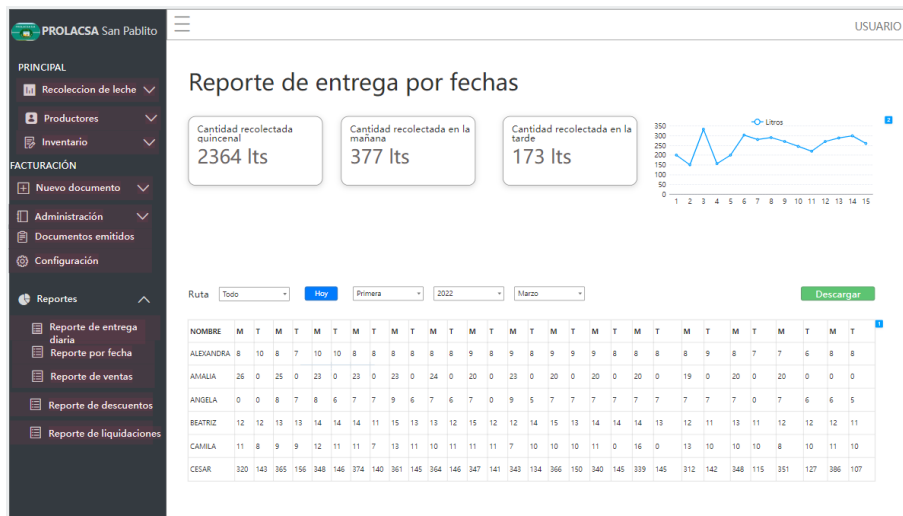 PROLACSA San Pablito
USUARIO
PRINCIPAL
Recoleccion de leche
Productores
Inventario
FACTURACIÓN
Nuevo documento
Administración
Documentos emitidos
Configuración
Reportes
Reporte de entrega
diaria
Reporte por fecha
Reporte de ventas
Reporte de descuentos
Reporte de liquidaciones
Reporte de entrega por fechas
Cantidad recolectada
quincenal
2364 lts
Cantidad recolectada en la
mañana
377 lts
Cantidad recolectada en la
tarde
173 lts
Litros
2
350
300
250
200
150
100
50
0
1 2 3 4 5 6 7 8 9 10 11 12 13 14 15
Ruta Todo Hoy Primera 2022 Marzo Descargar
1
NOMBRE M T M T M T M T M T M T M T M T M T M T M T M T M T M T M T
ALEXANDRA 8 10 8 7 10 10 8 8 8 8 8 8 9 8 9 8 9 9 9 8 8 8 8 9 8 7 7 6 8 8
AMALIA 26 0 25 0 23 0 23 0 23 0 24 0 20 0 23 0 20 0 20 0 20 0 19 0 20 0 20 0 0 0
ANGELA 0 0 8 7 8 6 7 7 9 6 7 6 7 0 9 5 7 7 7 7 7 7 7 7 7 0 7 6 6 5
BEATRIZ 12 12 13 13 14 14 14 11 15 13 13 12 15 12 12 14 15 13 14 14 14 13 12 11 13 11 12 12 12 11
CAMILA 11 8 9 9 12 11 11 7 13 11 10 11 11 11 7 10 10 10 11 0 16 0 13 10 10 10 8 10 11 10
CESAR 320 143 365 156 348 146 374 140 361 145 364 146 347 141 343 134 366 150 340 145 339 145 312 142 348 115 351 127 386 107